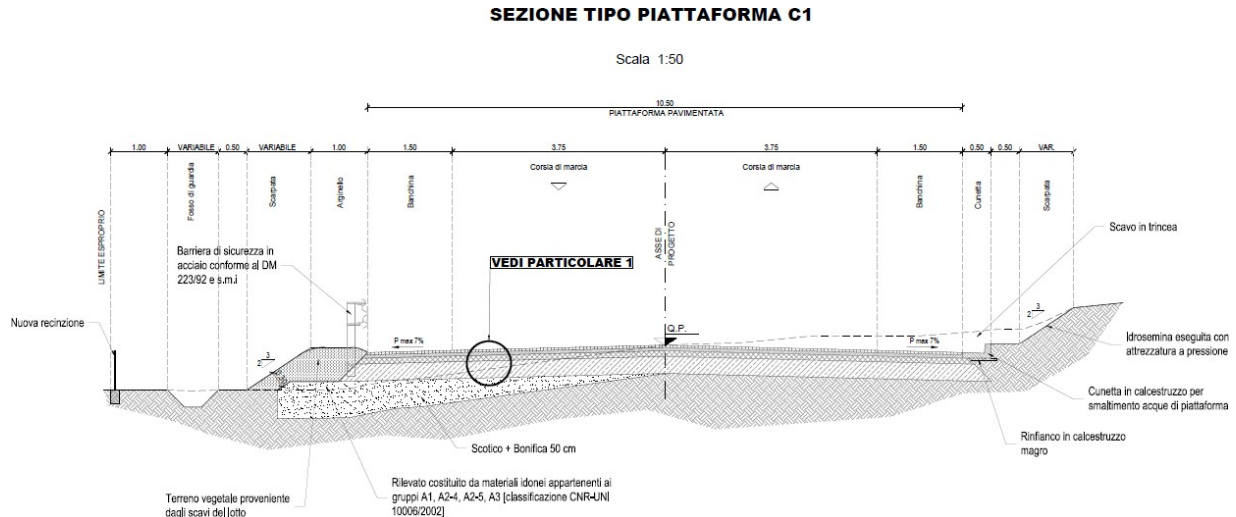 SEZIONE TIPO PIATTAFORMA C1
Scala 1:50
10.50
PIATTAFORMA PAVIMENTATA
1.00
VARIABILE
0.50
VARIABILE
1.00
1.50
3.75
3.75
1.50
0.50
0.50
VAR.
LIMITE ESPROPRIO
Fosso di guardia
Scarpata
Arginello
Banchina
Corsia di marcia
ASSE DI
PROGETTO
Corsia di marcia
Banchina
Cunetta
Scarpata
Scavo in trincea
Barriera di sicurezza in
acciaio conforme al DM
223/92 e s.m.i
VEDI PARTICOLARE 1
Nuova recinzione
Q.P.
P max 7%
P max 7%
3
2
3
2
Idrosemina eseguita con
attrezzatura a pressione
Cunetta in calcestruzzo per
smaltimento acque di piattaforma
Rinfianco in calcestruzzo
magro
Scotico + Bonifica 50 cm
Rilevato costituito da materiali idonei appartenenti ai
gruppi A1, A2-4, A2-5, A3 [classificazione CNR-UNI
10006/2002]
Terreno vegetale proveniente
dagli scavi del lotto